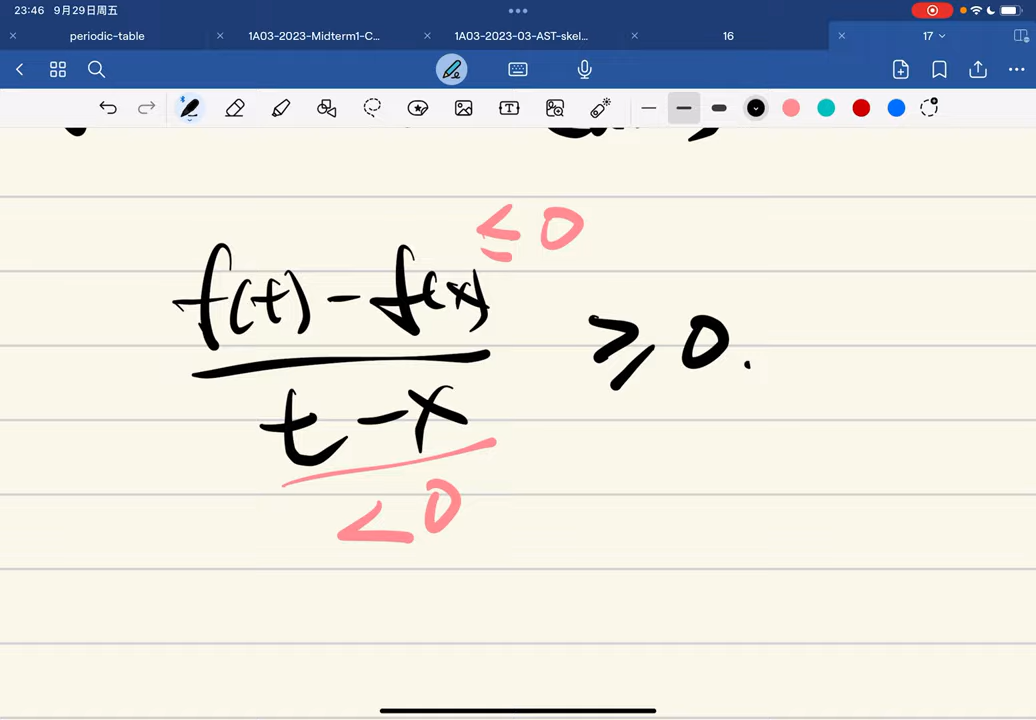 23:46 9月29日周五
periodic-table 1A03-2023-Midterm1-C... 1A03-2023-03-AST-skel... 16 17
≤ 0
f(t) - f(x)
≥ 0.
t - x
< 0